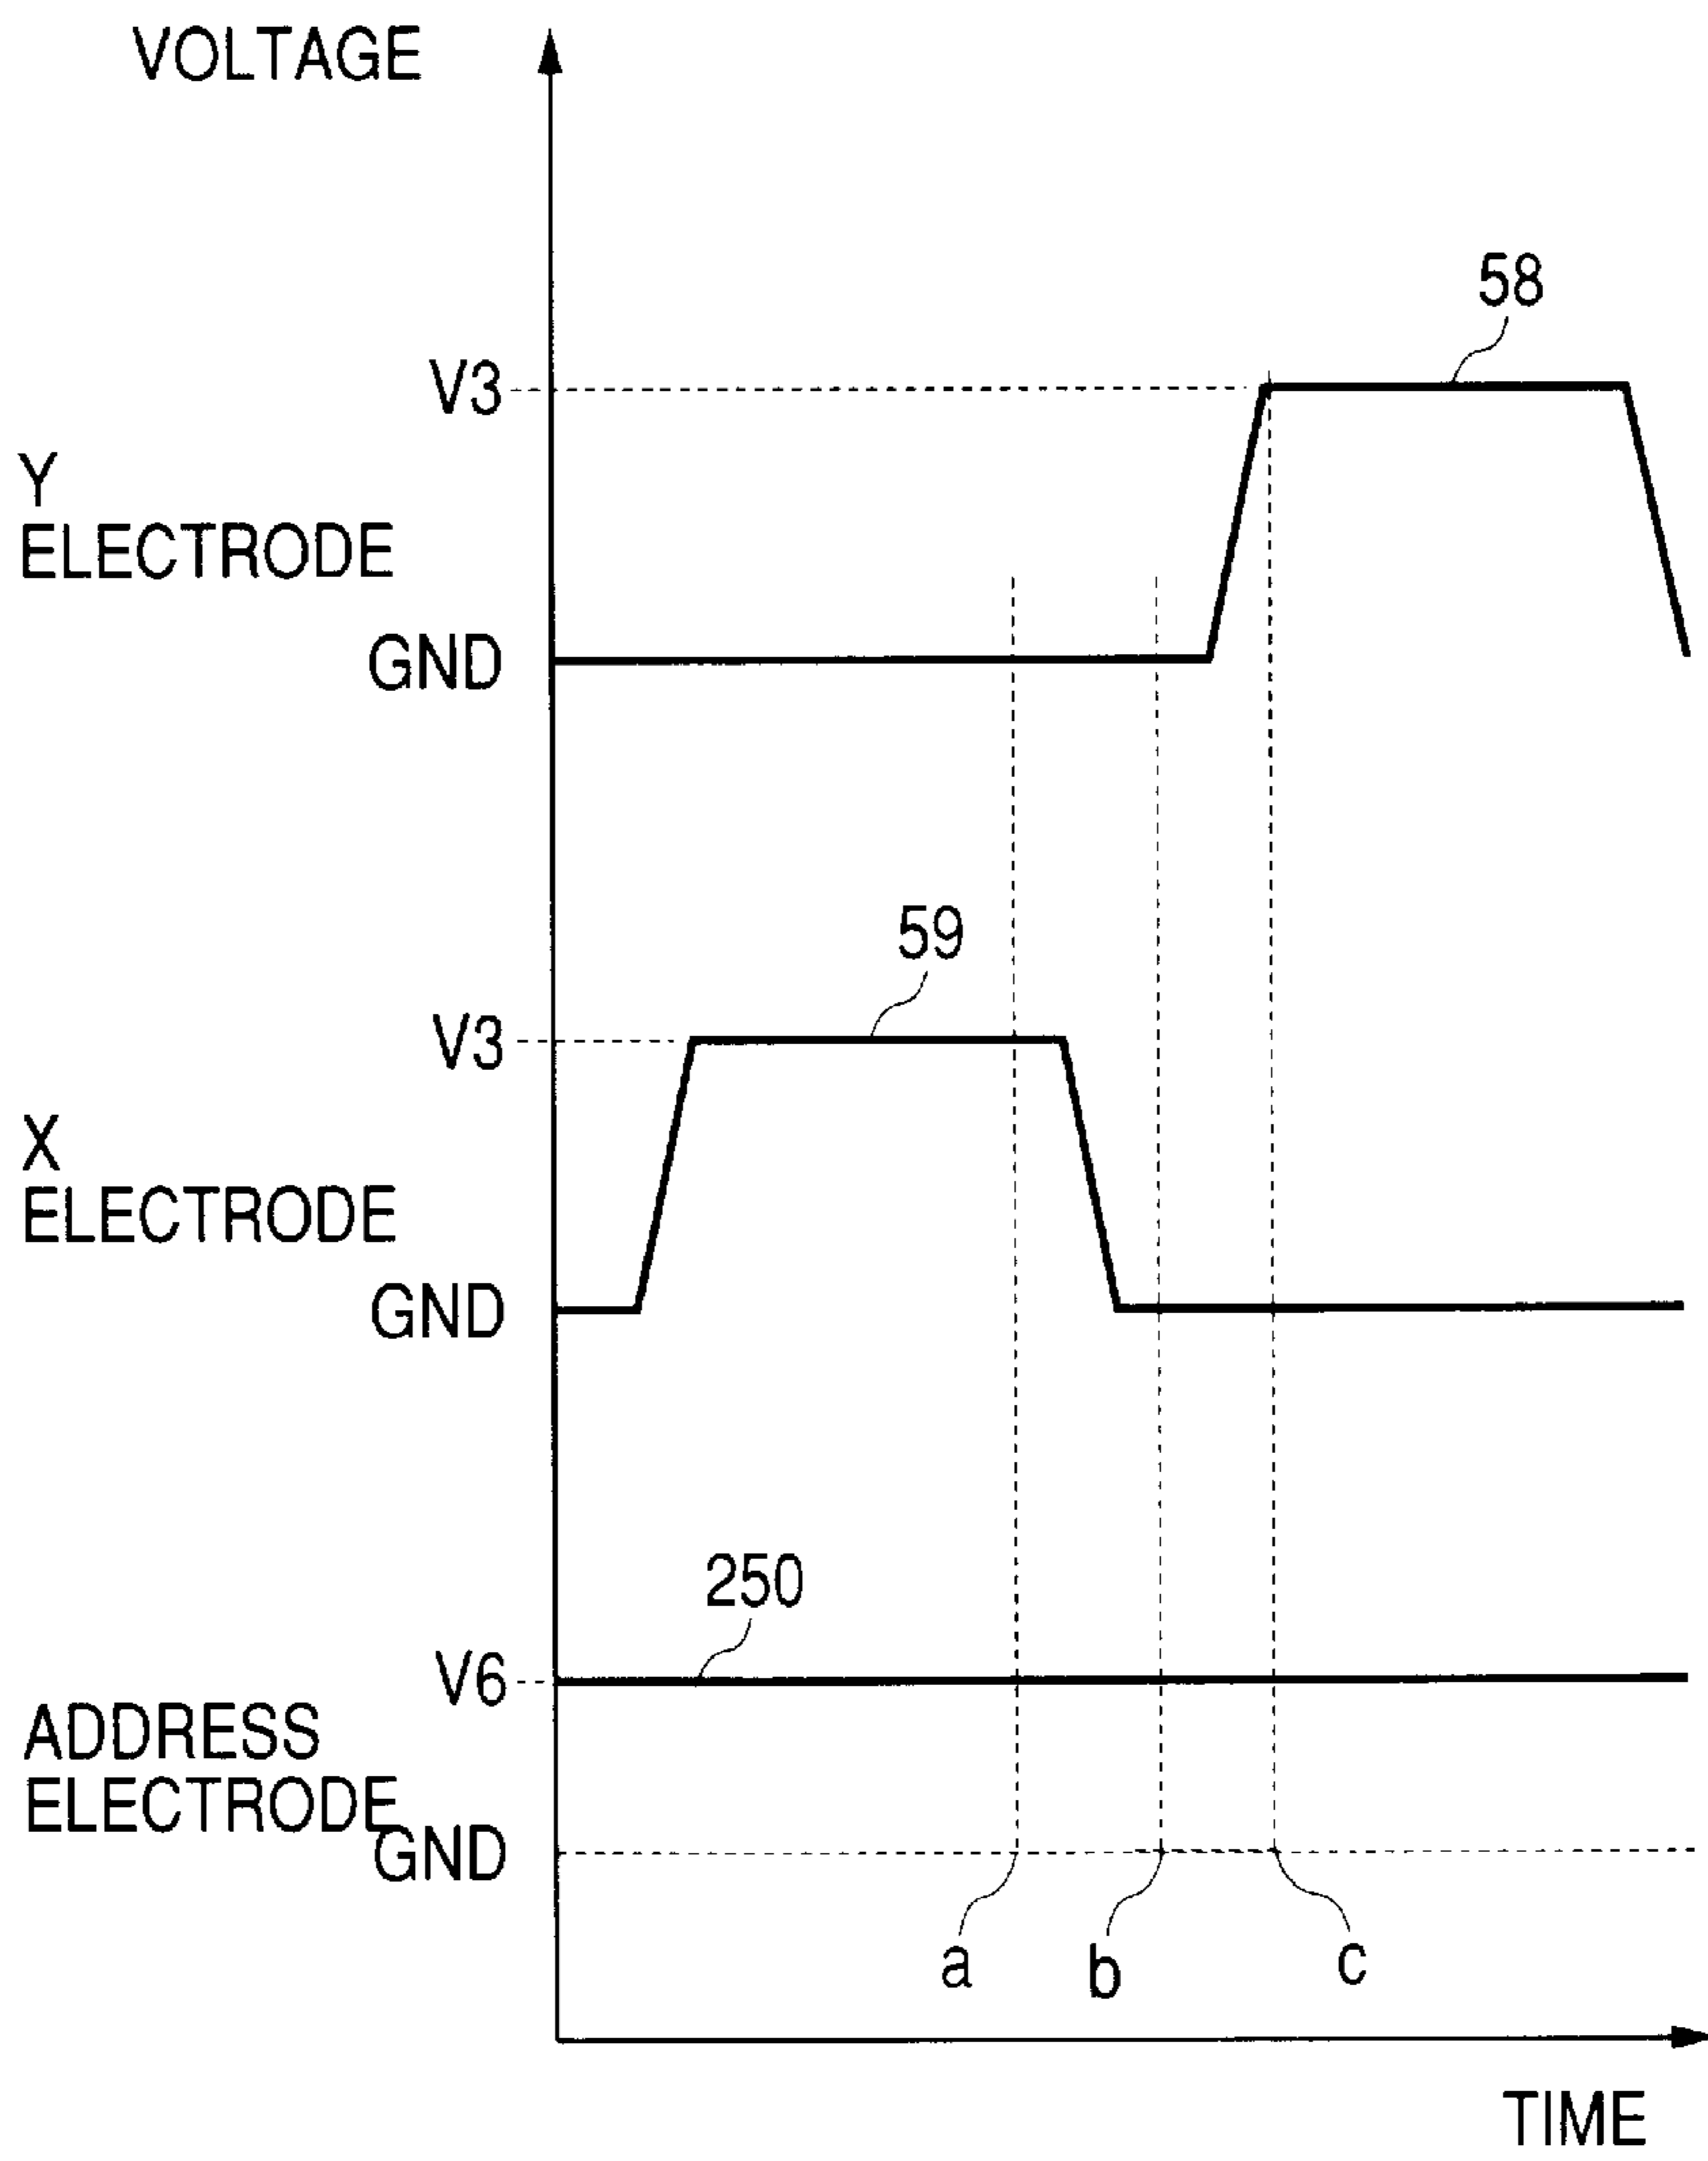 VOLTAGE
58
V3
Y
ELECTRODE
GND
59
V3
X
ELECTRODE
GND
250
V6
ADDRESS
ELECTRODE
GND
a
b
c
TIME